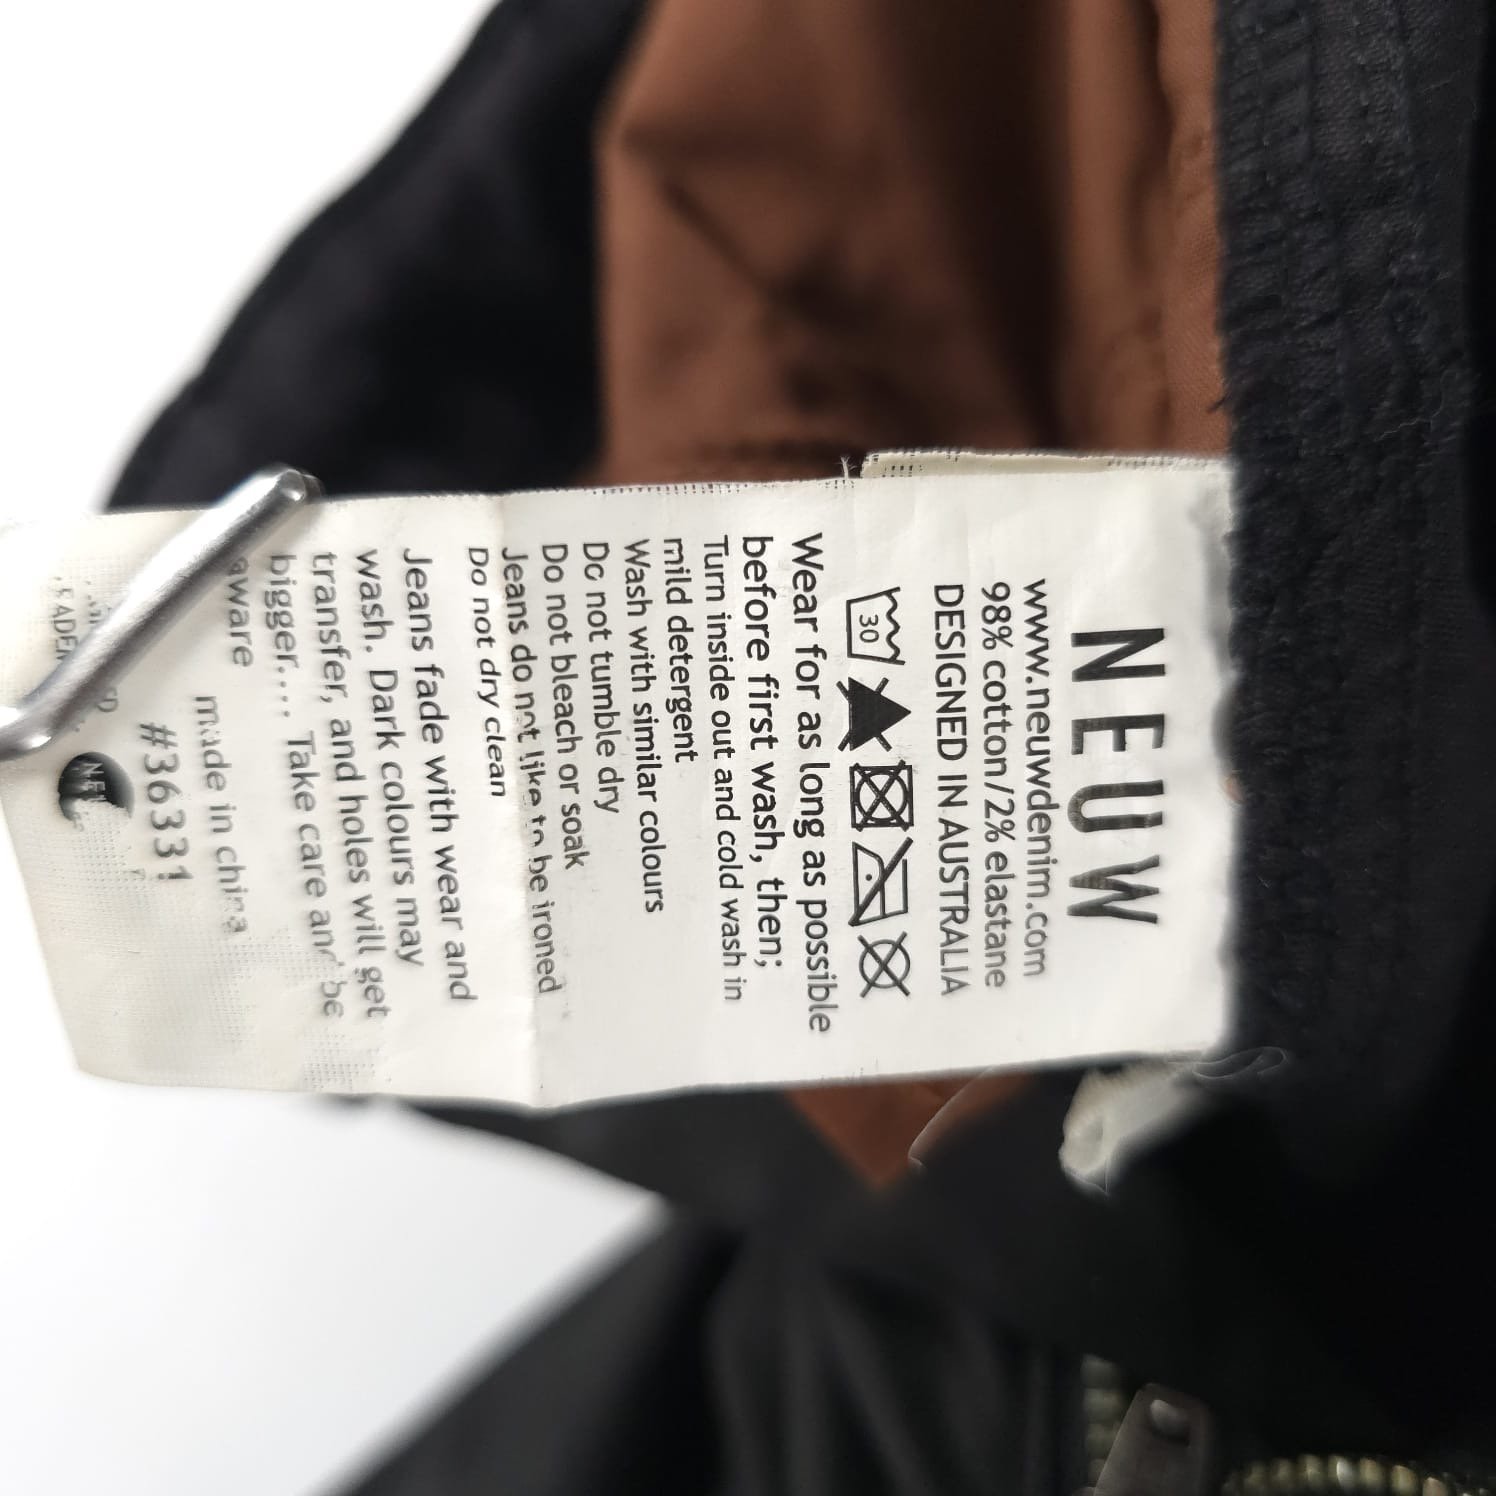 NEUW
www.neuwdenim.com
98% cotton/2% elastane
DESIGNED IN AUSTRALIA
30
Wear for as long as possible
before first wash, then;
Turn inside out and cold wash in
mild detergent
Wash with similar colours
Do not tumble dry
Do not bleach or soak
Jeans do not like to be ironed
Do not dry clean
Jeans fade with wear and
wash. Dark colours may
transfer, and holes will get
bigger.... Take care and be
aware
made in china
#36331